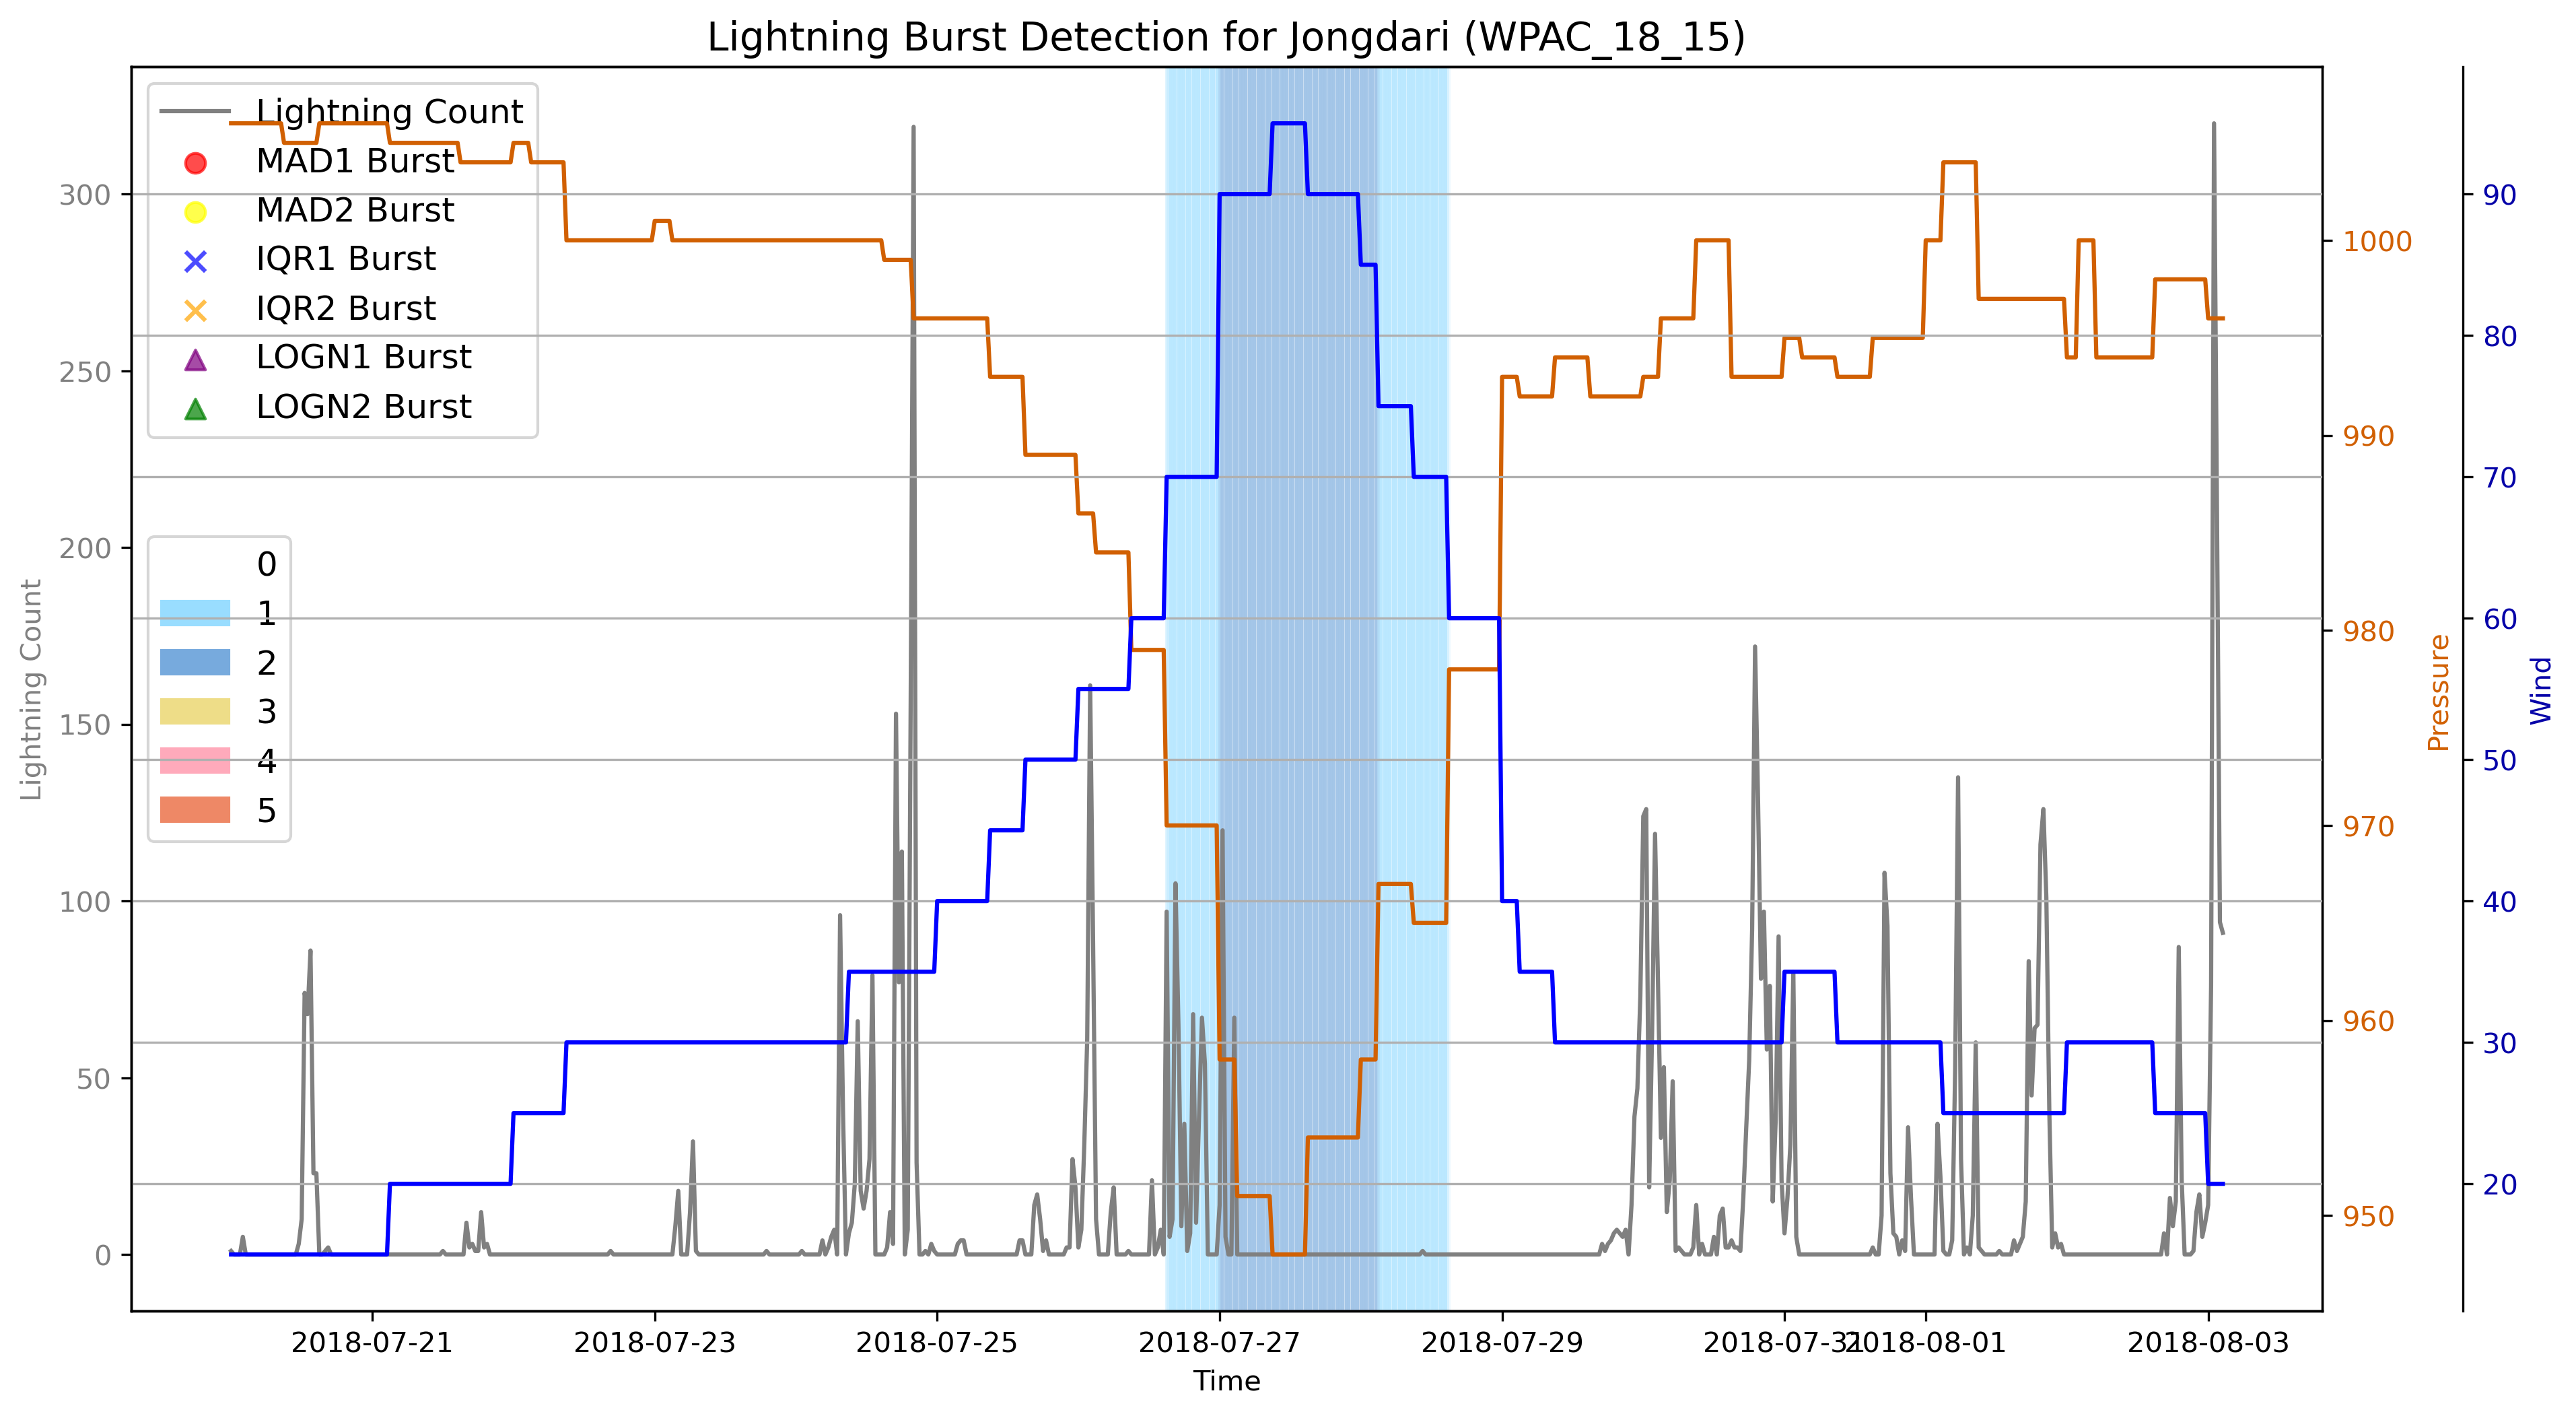 Lightning Burst Detection for Jongdari (WPAC_18_15)
Lightning Count
MAD1 Burst
MAD2 Burst
IQR1 Burst
IQR2 Burst
LOGN1 Burst
LOGN2 Burst
0
1
2
3
4
5
Lightning Count
300
250
200
150
100
50
0
1000
990
980
970
960
950
Pressure
90
80
70
60
50
40
30
20
Wind
2018-07-21
2018-07-23
2018-07-25
2018-07-27
2018-07-29
2018-07-31
2018-08-01
2018-08-03
Time